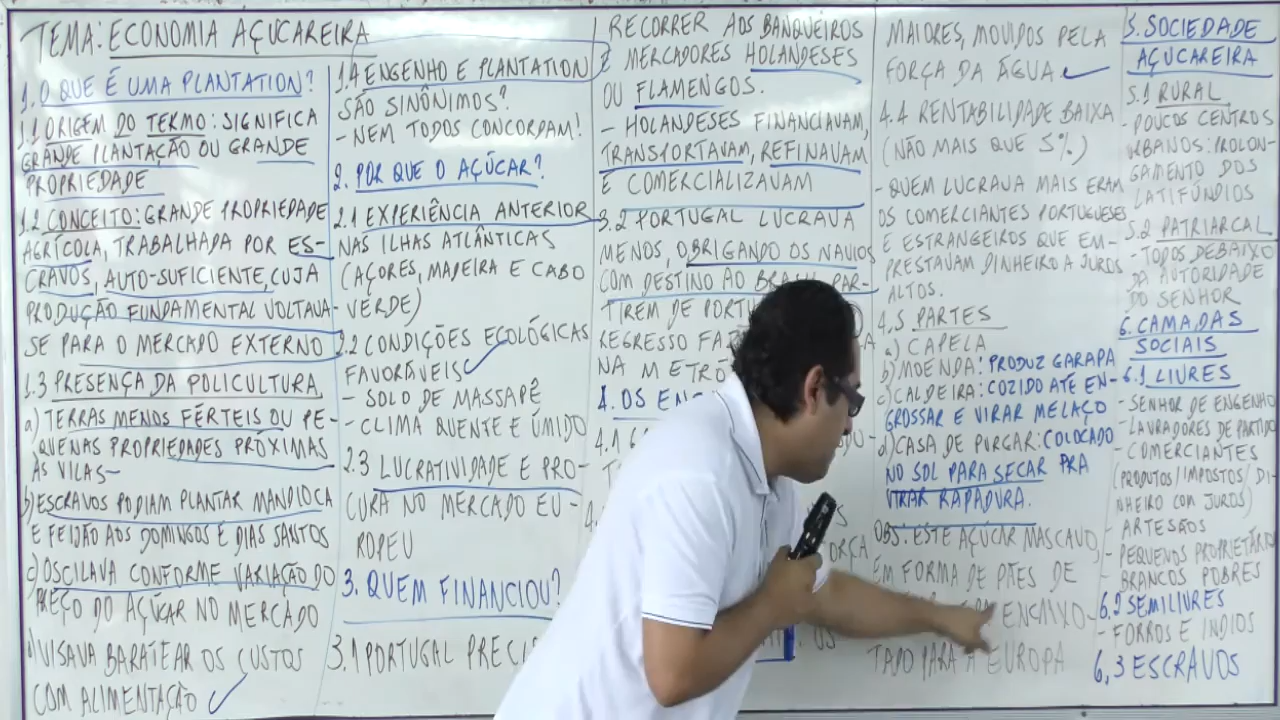 TEMA: ECONOMIA AÇUCAREIRA
1. O QUE É UMA PLANTATION?
1.1 ORIGEM DO TERMO: SIGNIFICA
GRANDE PLANTAÇÃO OU GRANDE
PROPRIEDADE
1.2 CONCEITO: GRANDE PROPRIEDADE
AGRÍCOLA, TRABALHADA POR ES-
CRAVOS, AUTO-SUFICIENTE, CUJA
PRODUÇÃO FUNDAMENTAL VOLTAVA-
SE PARA O MERCADO EXTERNO
1.3 PRESENÇA DA POLICULTURA
a) TERRAS MENOS FÉRTEIS OU PE-
QUENAS PROPRIEDADES PRÓXIMAS
ÀS VILAS
b) ESCRAVOS PODIAM PLANTAR MANDIOCA
E FEIJÃO AOS DOMINGOS E DIAS SANTOS
c) OSCILAVA CONFORME VARIAÇÃO DO
PREÇO DO AÇÚCAR NO MERCADO
d) VISAVA BARATEAR OS CUSTOS
COM ALIMENTAÇÃO
1.4 ENGENHO E PLANTATION
SÃO SINÔNIMOS?
- NEM TODOS CONCORDAM!
2. POR QUE O AÇÚCAR?
2.1 EXPERIÊNCIA ANTERIOR
NAS ILHAS ATLÂNTICAS
(AÇORES, MADEIRA E CABO
VERDE)
2.2 CONDIÇÕES ECOLÓGICAS
FAVORÁVEIS
- SOLO DE MASSAPÊ
- CLIMA QUENTE E ÚMIDO
2.3 LUCRATIVIDADE E PRO-
CURA NO MERCADO EU-
ROPEU
3. QUEM FINANCIOU?
3.1 PORTUGAL
RECORRER AOS BANQUEIROS
E MERCADORES HOLANDESES
OU FLAMENGOS.
- HOLANDESES FINANCIAVAM,
TRANSPORTAVAM, REFINAVAM
E COMERCIALIZAVAM
3.2 PORTUGAL LUCRAVA
MENOS, OBRIGANDO OS NAVIOS
COM DESTINO AO BRASIL PAR-
TIREM DE
REGRESSO
NA
4. OS
4.1
OS
MAIORES, MOVIDOS PELA
FORÇA DA ÁGUA
4.4 RENTABILIDADE BAIXA
(NÃO MAIS QUE 5%)
- QUEM LUCRAVA MAIS ERAM
OS COMERCIANTES PORTUGUESES
E ESTRANGEIROS QUE EM-
PRESTAVAM DINHEIRO A JUROS
ALTOS.
4.5 PARTES
a) CAPELA
b) MOENDA: PRODUZ GARAPA
c) CALDEIRA: COZIDO ATE EN-
GROSSAR E VIRAR MELAÇO
d) CASA DE PURGAR: COLOCADO
NO SOL PARA SECAR PRA
VIRAR RAPADURA.
OBS: ESTE AÇÚCAR MASCAVO,
EM FORMA DE PÃES DE
ENCAIXO-
TADO PARA A EUROPA
5. SOCIEDADE
AÇUCAREIRA
5.1 RURAL
- POUCOS CENTROS
URBANOS: PROLON-
GAMENTO DOS
LATIFÚNDIOS
5.2 PATRIARCAL
- TODOS DEBAIXO
DA AUTORIDADE
DO SENHOR
6. CAMADAS
SOCIAIS
6.1 LIVRES
- SENHOR DE ENGENHO
- LAVRADORES DE PARTIDO
- COMERCIANTES
(PRODUTOS/IMPOSTOS/DI-
NHEIRO COM JUROS)
- ARTESÃOS
- PEQUENOS PROPRIETÁRIO
- BRANCOS POBRES
6.2 SEMILIVRES
- FORROS E INDIOS
6.3 ESCRAVOS